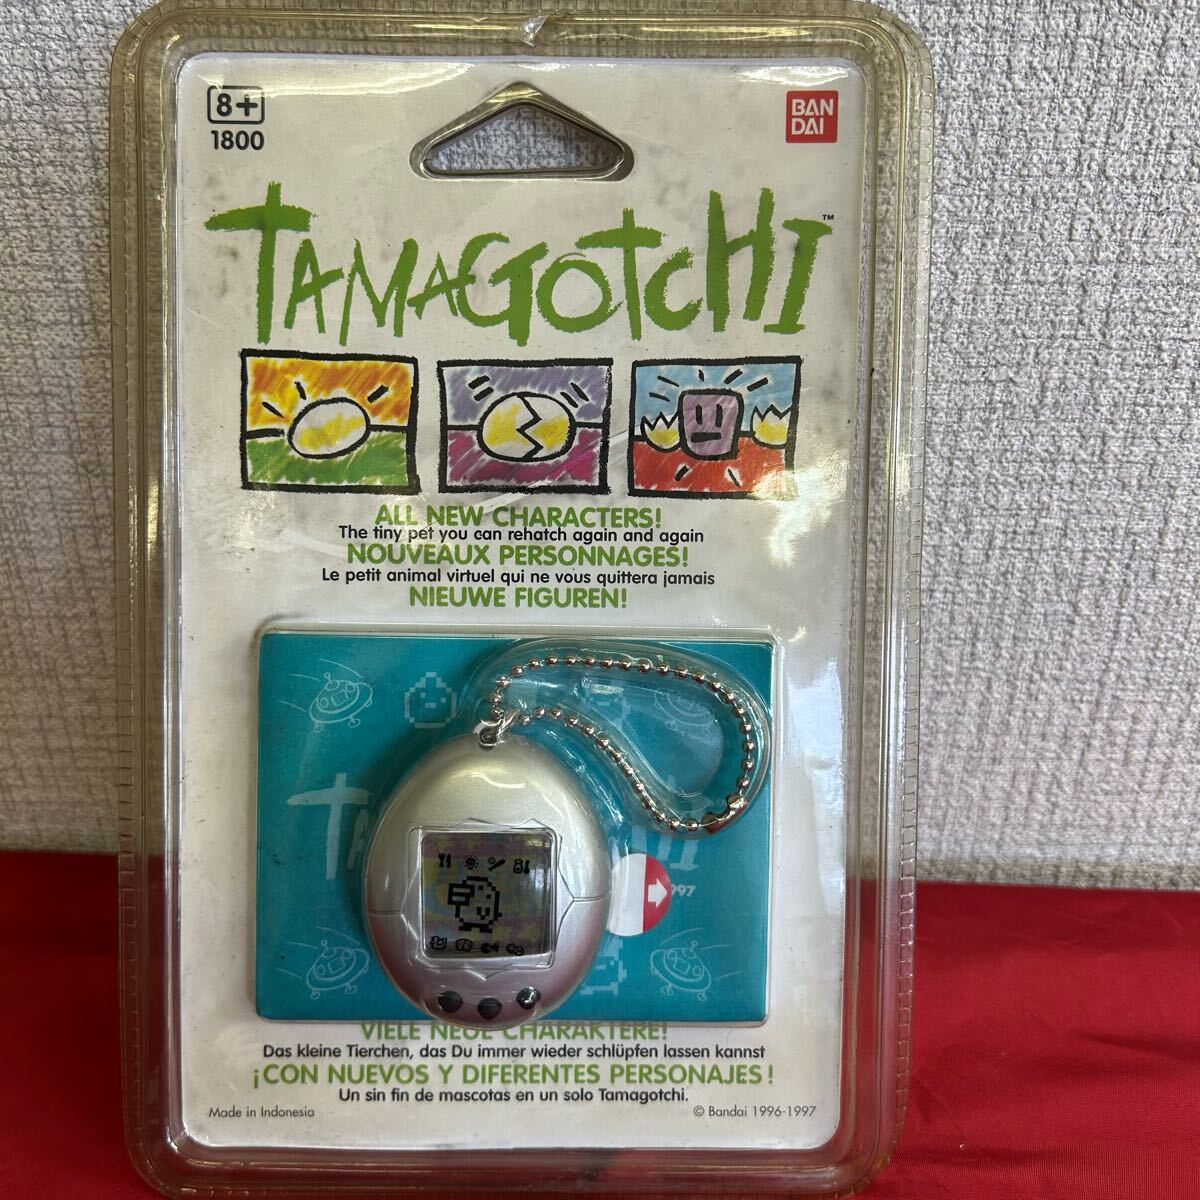 8+
1800
BAN
DAI
TAMAGOTCHI™
ALL NEW CHARACTERS!
The tiny pet you can rehatch again and again
NOUVEAUX PERSONNAGES!
Le petit animal virtuel qui ne vous quittera jamais
NIEUWE FIGUREN!
997
VIELE NEUE CHARAKTERE!
Das kleine Tierchen, das Du immer wieder schlüpfen lassen kannst
¡CON NUEVOS Y DIFERENTES PERSONAJES!
Un sin fin de mascotas en un solo Tamagotchi.
Made in Indonesia
© Bandai 1996-1997